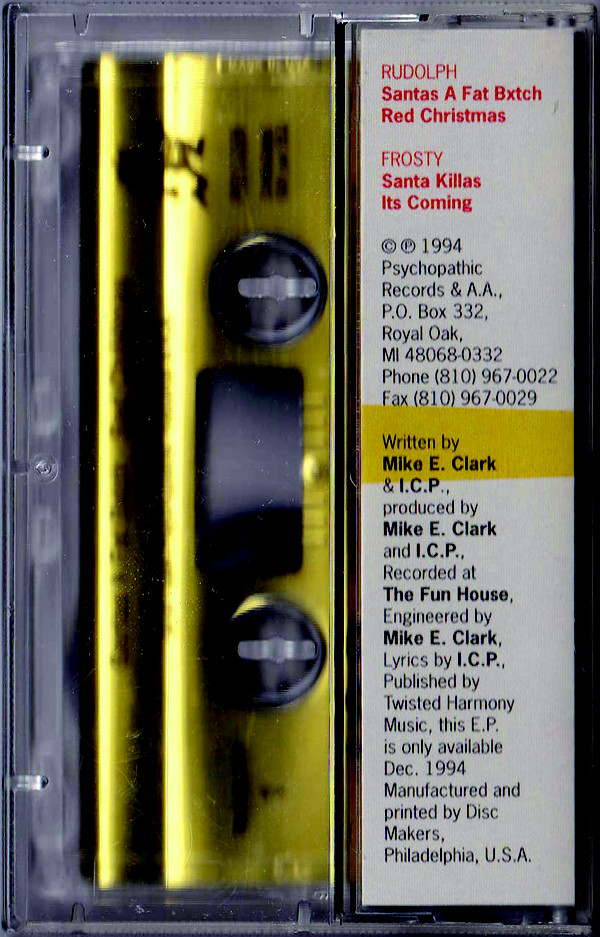 RUDOLPH
Santas A Fat Bxtch
Red Christmas
FROSTY
Santa Killas
Its Coming
© ℗ 1994
Psychopathic
Records & A.A.,
P.O. Box 332,
Royal Oak,
MI 48068-0332
Phone (810) 967-0022
Fax (810) 967-0029
Written by
Mike E. Clark
& I.C.P.,
produced by
Mike E. Clark
and I.C.P.,
Recorded at
The Fun House,
Engineered by
Mike E. Clark,
Lyrics by I.C.P.,
Published by
Twisted Harmony
Music, this E.P.
is only available
Dec. 1994
Manufactured and
printed by Disc
Makers,
Philadelphia, U.S.A.